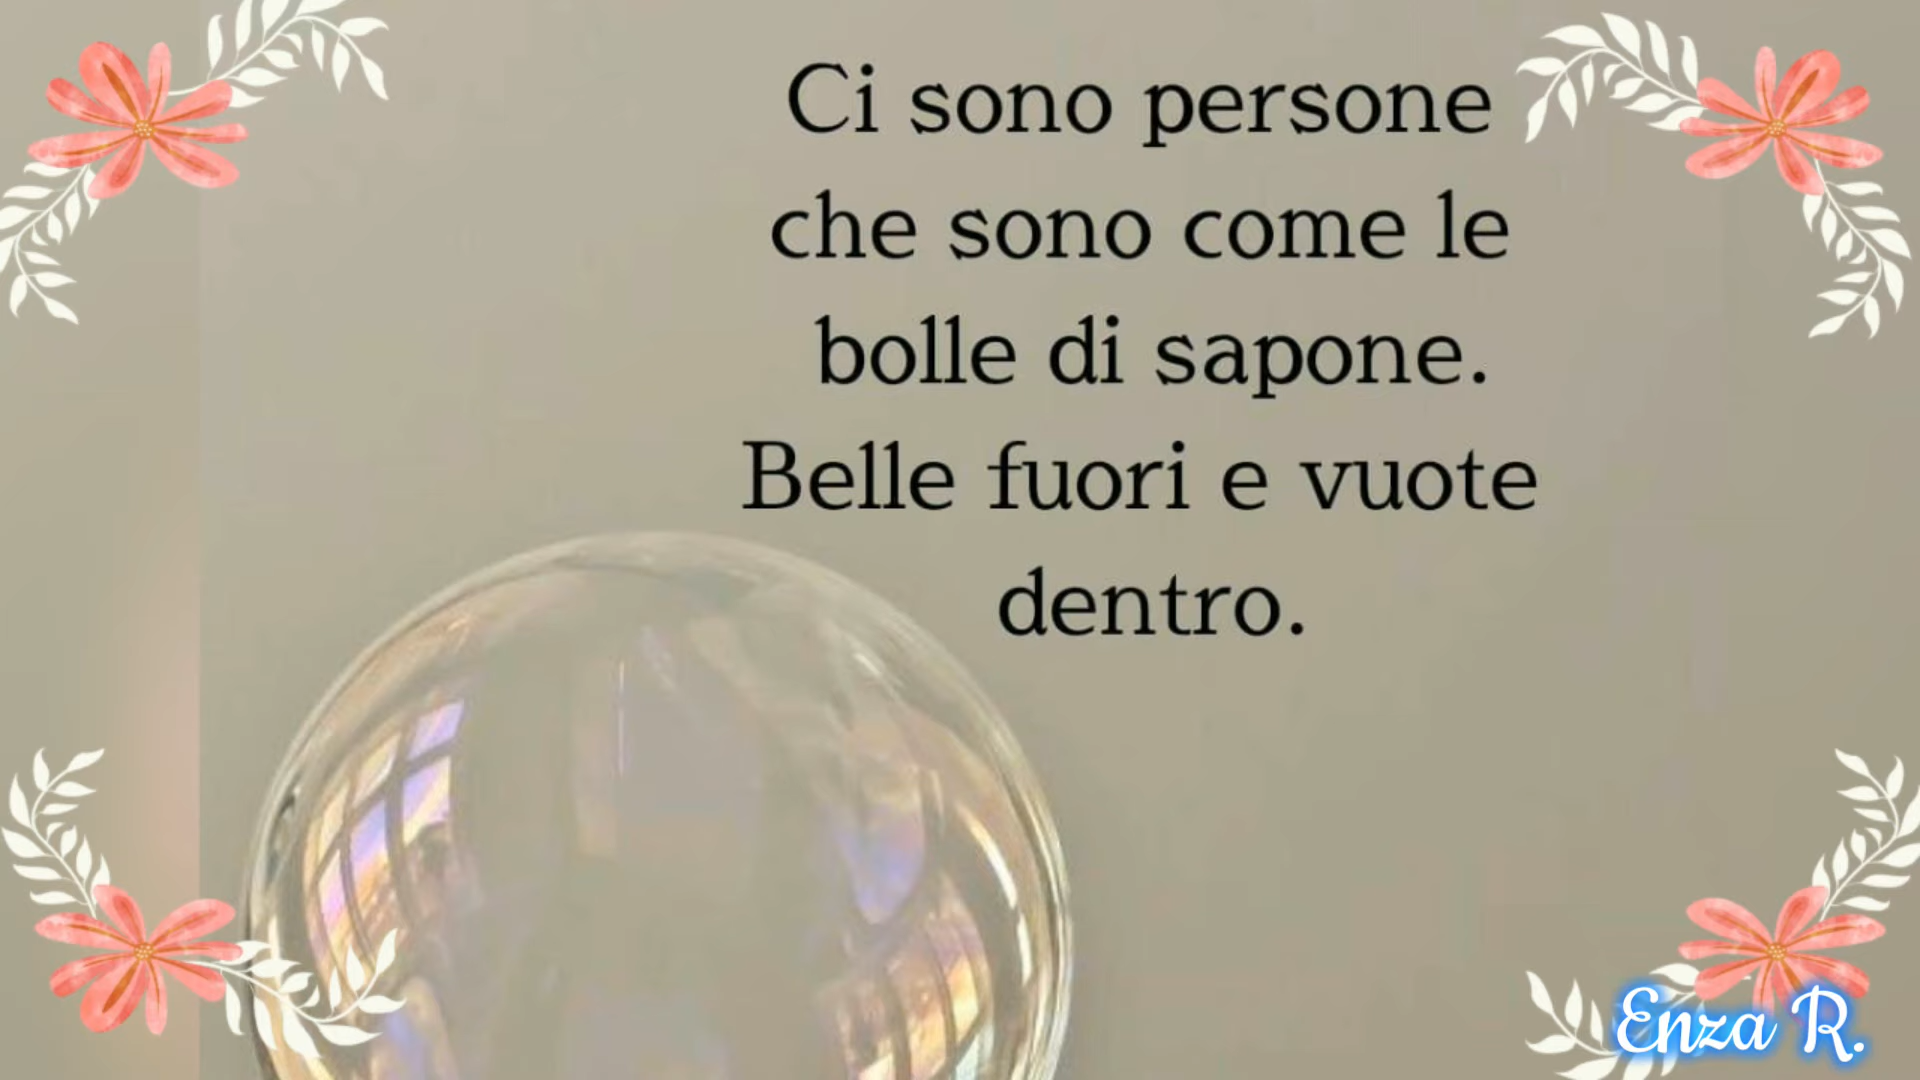 Ci sono persone
che sono come le
bolle di sapone.
Belle fuori e vuote
dentro.
Enza R.